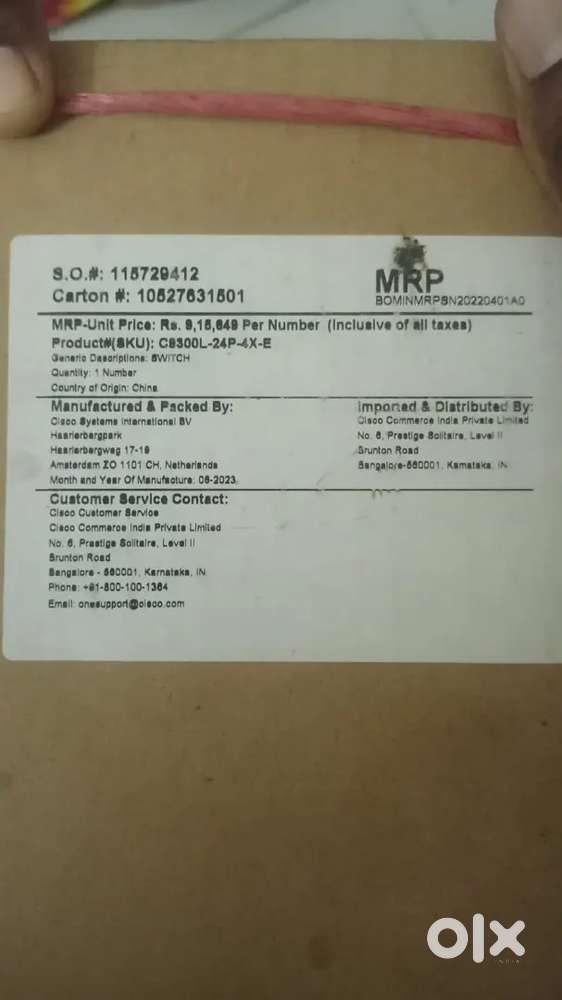 S.O.#: 115729412
Carton #: 10527631501
MRP
BOMINMRPSN20220401A0
MRP-Unit Price: Rs. 9,15,649 Per Number (Inclusive of all taxes)
Product#(SKU): C9300L-24P-4X-E
Generic Descriptions: SWITCH
Quantity: 1 Number
Country of Origin: China
Manufactured & Packed By:
Cisco Systems International BV
Haarlerbergpark
Haarlerbergweg 17-19
Amsterdam ZO 1101 CH, Netherlands
Month and Year Of Manufacture: 06-2023
Imported & Distributed By:
Cisco Commerce India Private Limited
No. 6, Prestige Solitaire, Level II
Brunton Road
Bangalore-560001, Karnataka, IN
Customer Service Contact:
Cisco Customer Service
Cisco Commerce India Private Limited
No. 6, Prestige Solitaire, Level II
Brunton Road
Bangalore - 560001, Karnataka, IN
Phone: +91-800-100-1364
Email: onesupport@cisco.com
olx
INDIA